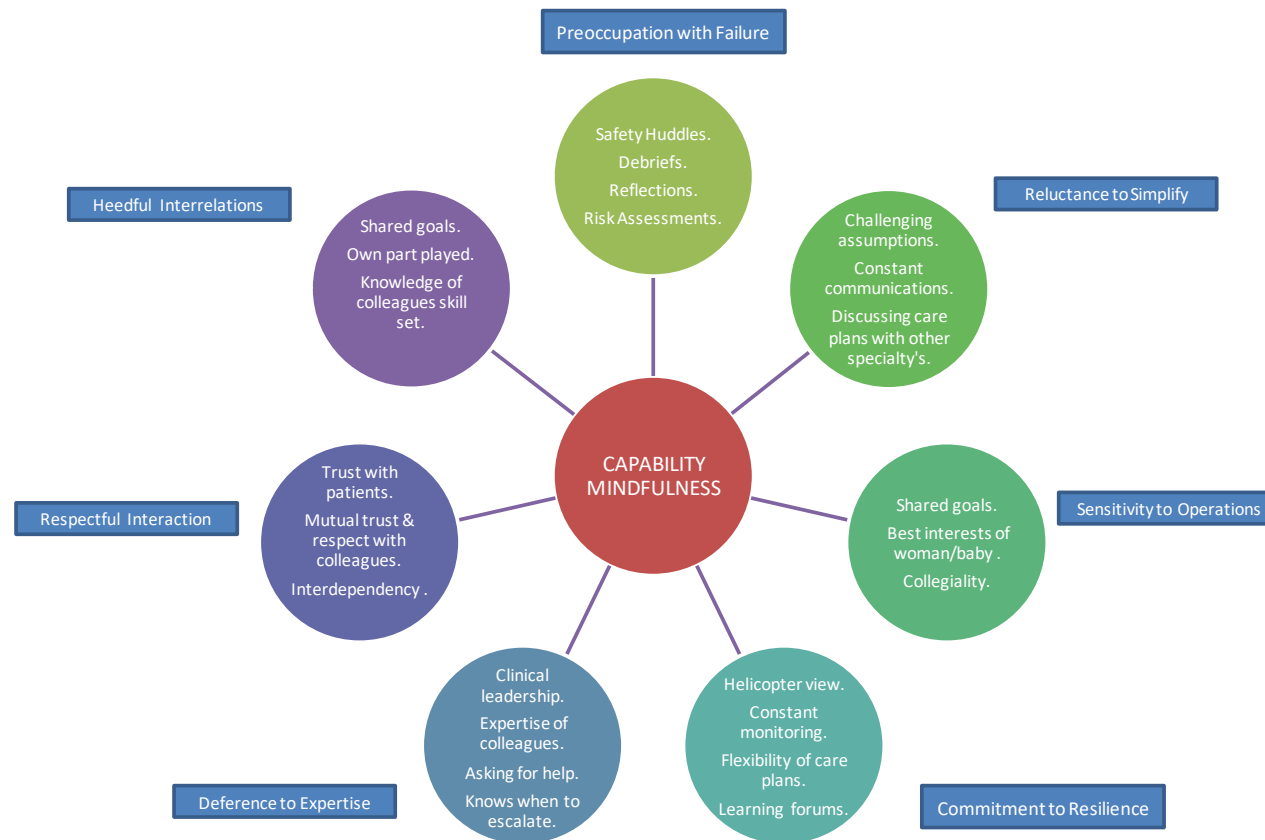 Preoccupation with Failure
Safety Huddles.
Debriefs.
Reflections.
Risk Assessments.
Reluctance to Simplify
Challenging
assumptions.
Constant
communications.
Discussing care
plans with other
specialty's.
Sensitivity to Operations
Shared goals.
Best interests of
woman/baby .
Collegiality.
Commitment to Resilience
Helicopter view.
Constant
monitoring.
Flexibility of care
plans.
Learning forums.
Deference to Expertise
Clinical
leadership.
Expertise of
colleagues.
Asking for help.
Knows when to
escalate.
Respectful Interaction
Trust with
patients.
Mutual trust &
respect with
colleagues.
Interdependency .
Heedful Interrelations
Shared goals.
Own part played.
Knowledge of
colleagues skill
set.
CAPABILITY
MINDFULNESS